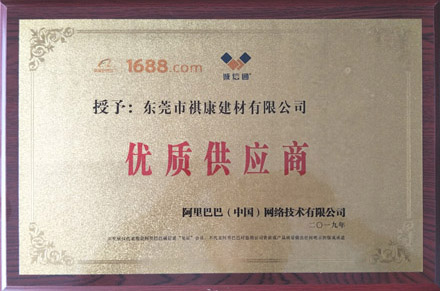 1688.com
诚信通
授予：东莞市祺康建材有限公司
优质供应商
阿里巴巴（中国）网络技术有限公司
二〇一九年